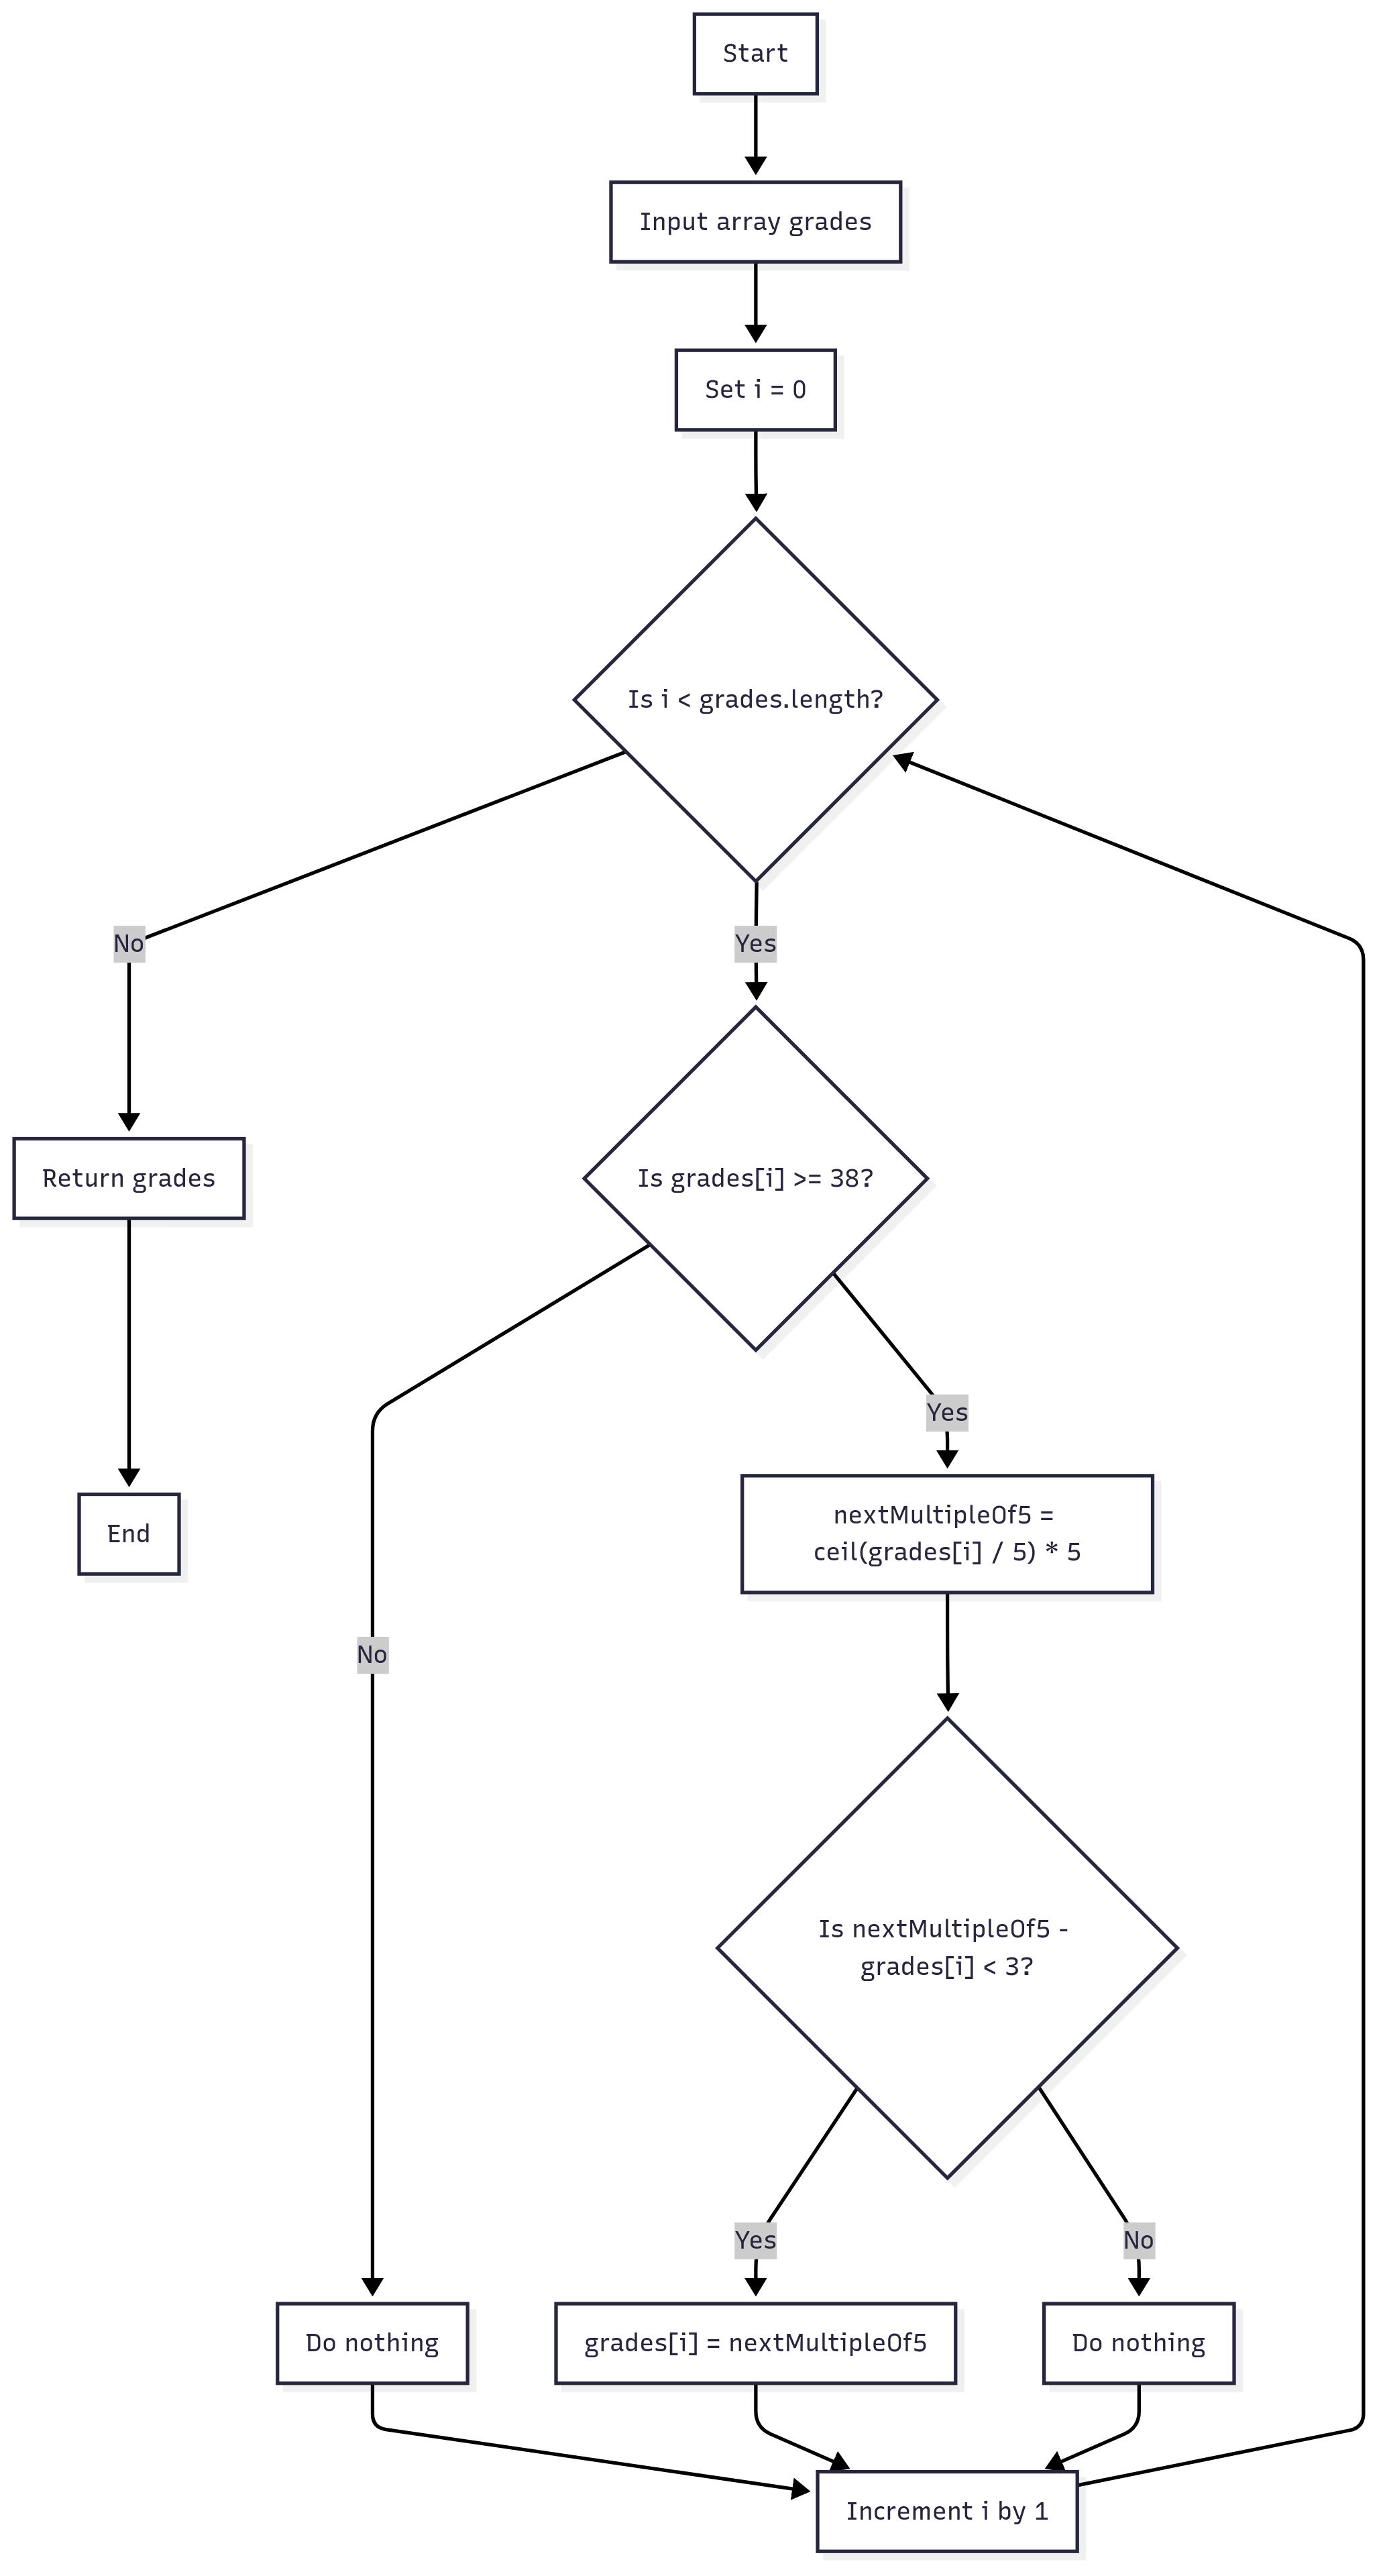 Start
Input array grades
Set i = 0
Is i < grades.length?
No
Yes
Return grades
Is grades[i] >= 38?
Yes
nextMultipleOf5 =
ceil(grades[i] / 5) * 5
End
No
Is nextMultipleOf5 -
grades[i] < 3?
Yes
No
Do nothing
grades[i] = nextMultipleOf5
Do nothing
Increment i by 1